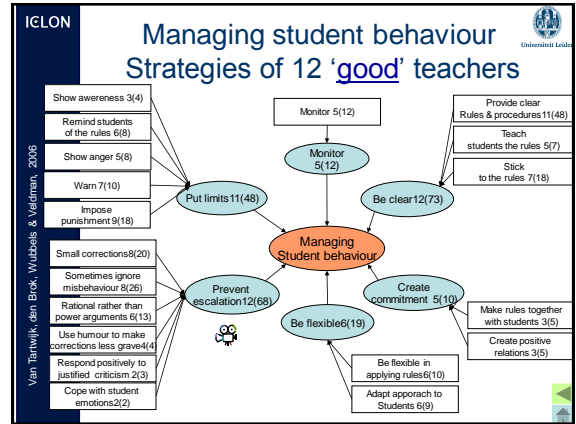 ICLON
Managing student behaviour
Strategies of 12 ‘good’ teachers
Universiteit Leiden
Van Tartwijk, den Brok, Wubbels & Veldman, 2006
Show awereness 3(4)
Remind students
of the rules 6(8)
Show anger 5(8)
Warn 7(10)
Impose
punishment 9(18)
Put limits11(48)
Monitor 5(12)
Monitor
5(12)
Provide clear
Rules & procedures11(48)
Teach
students the rules 5(7)
Stick
to the rules 7(18)
Be clear12(73)
Managing
Student behaviour
Small corrections8(20)
Sometimes ignore
misbehaviour 8(26)
Rational rather than
power arguments 6(13)
Use humour to make
corrections less grave4(4)
Respond positively to
justified criticism 2(3)
Cope with student
emotions2(2)
Prevent
escalation12(68)
Be flexible6(19)
Be flexible in
applying rules6(10)
Adapt apporach to
Students 6(9)
Create
commitment 5(10)
Make rules together
with students 3(5)
Create positive
relations 3(5)